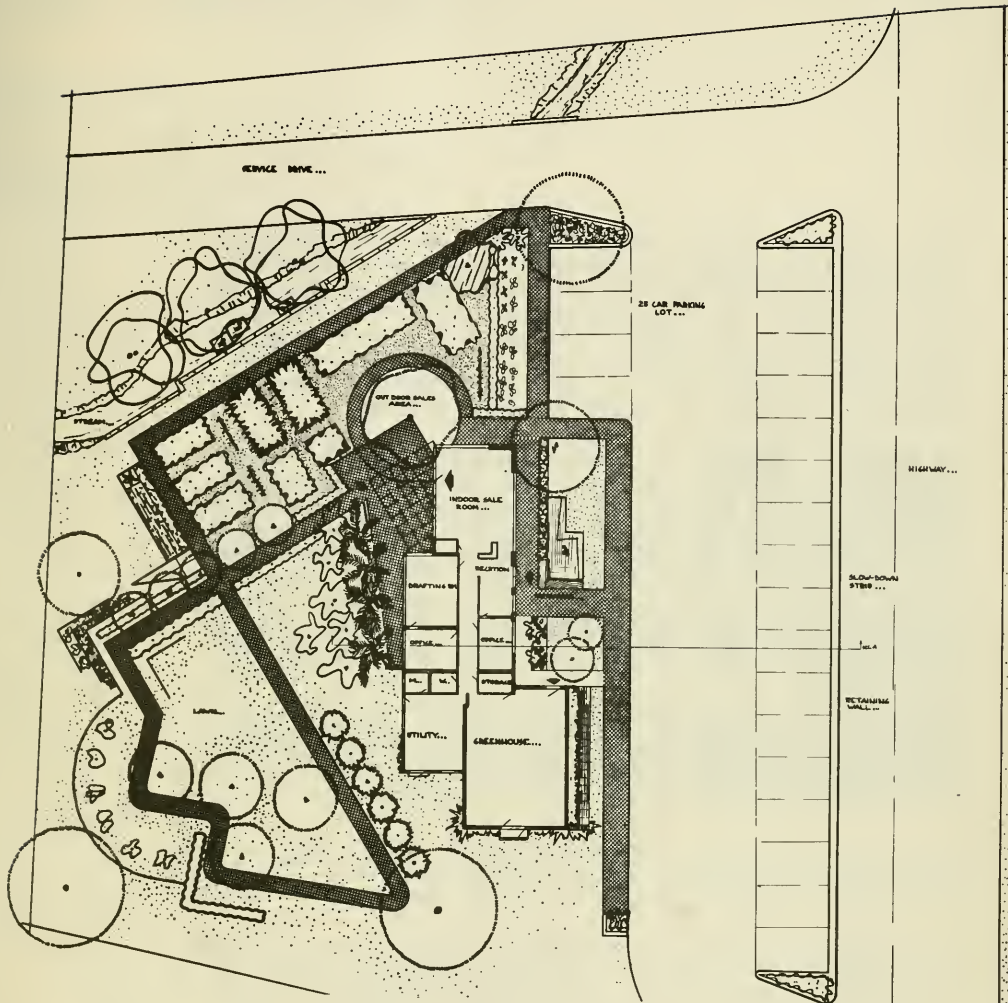 SERVICE DRIVE...
25 CAR PARKING
LOT...
OUT DOOR SALES
AREA...
STREAM...
HIGHWAY...
INDOOR SALE
ROOM...
RECEPTION
DRAFTING RM
SLOW-DOWN
STRIP...
OFFICE...
OFFICE...
M...
W.
STORAGE
RETAINING
WALL...
LAWN...
UTILITY...
GREENHOUSE...